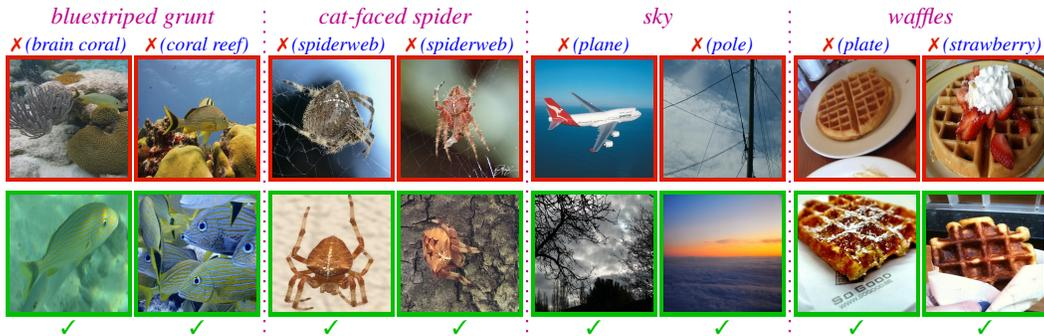 bluestriped grunt cat-faced spider sky waffles
✗(brain coral) ✗(coral reef) ✗(spiderweb) ✗(spiderweb) ✗(plane) ✗(pole) ✗(plate) ✗(strawberry)
So Good
✓ ✓ ✓ ✓ ✓ ✓ ✓ ✓